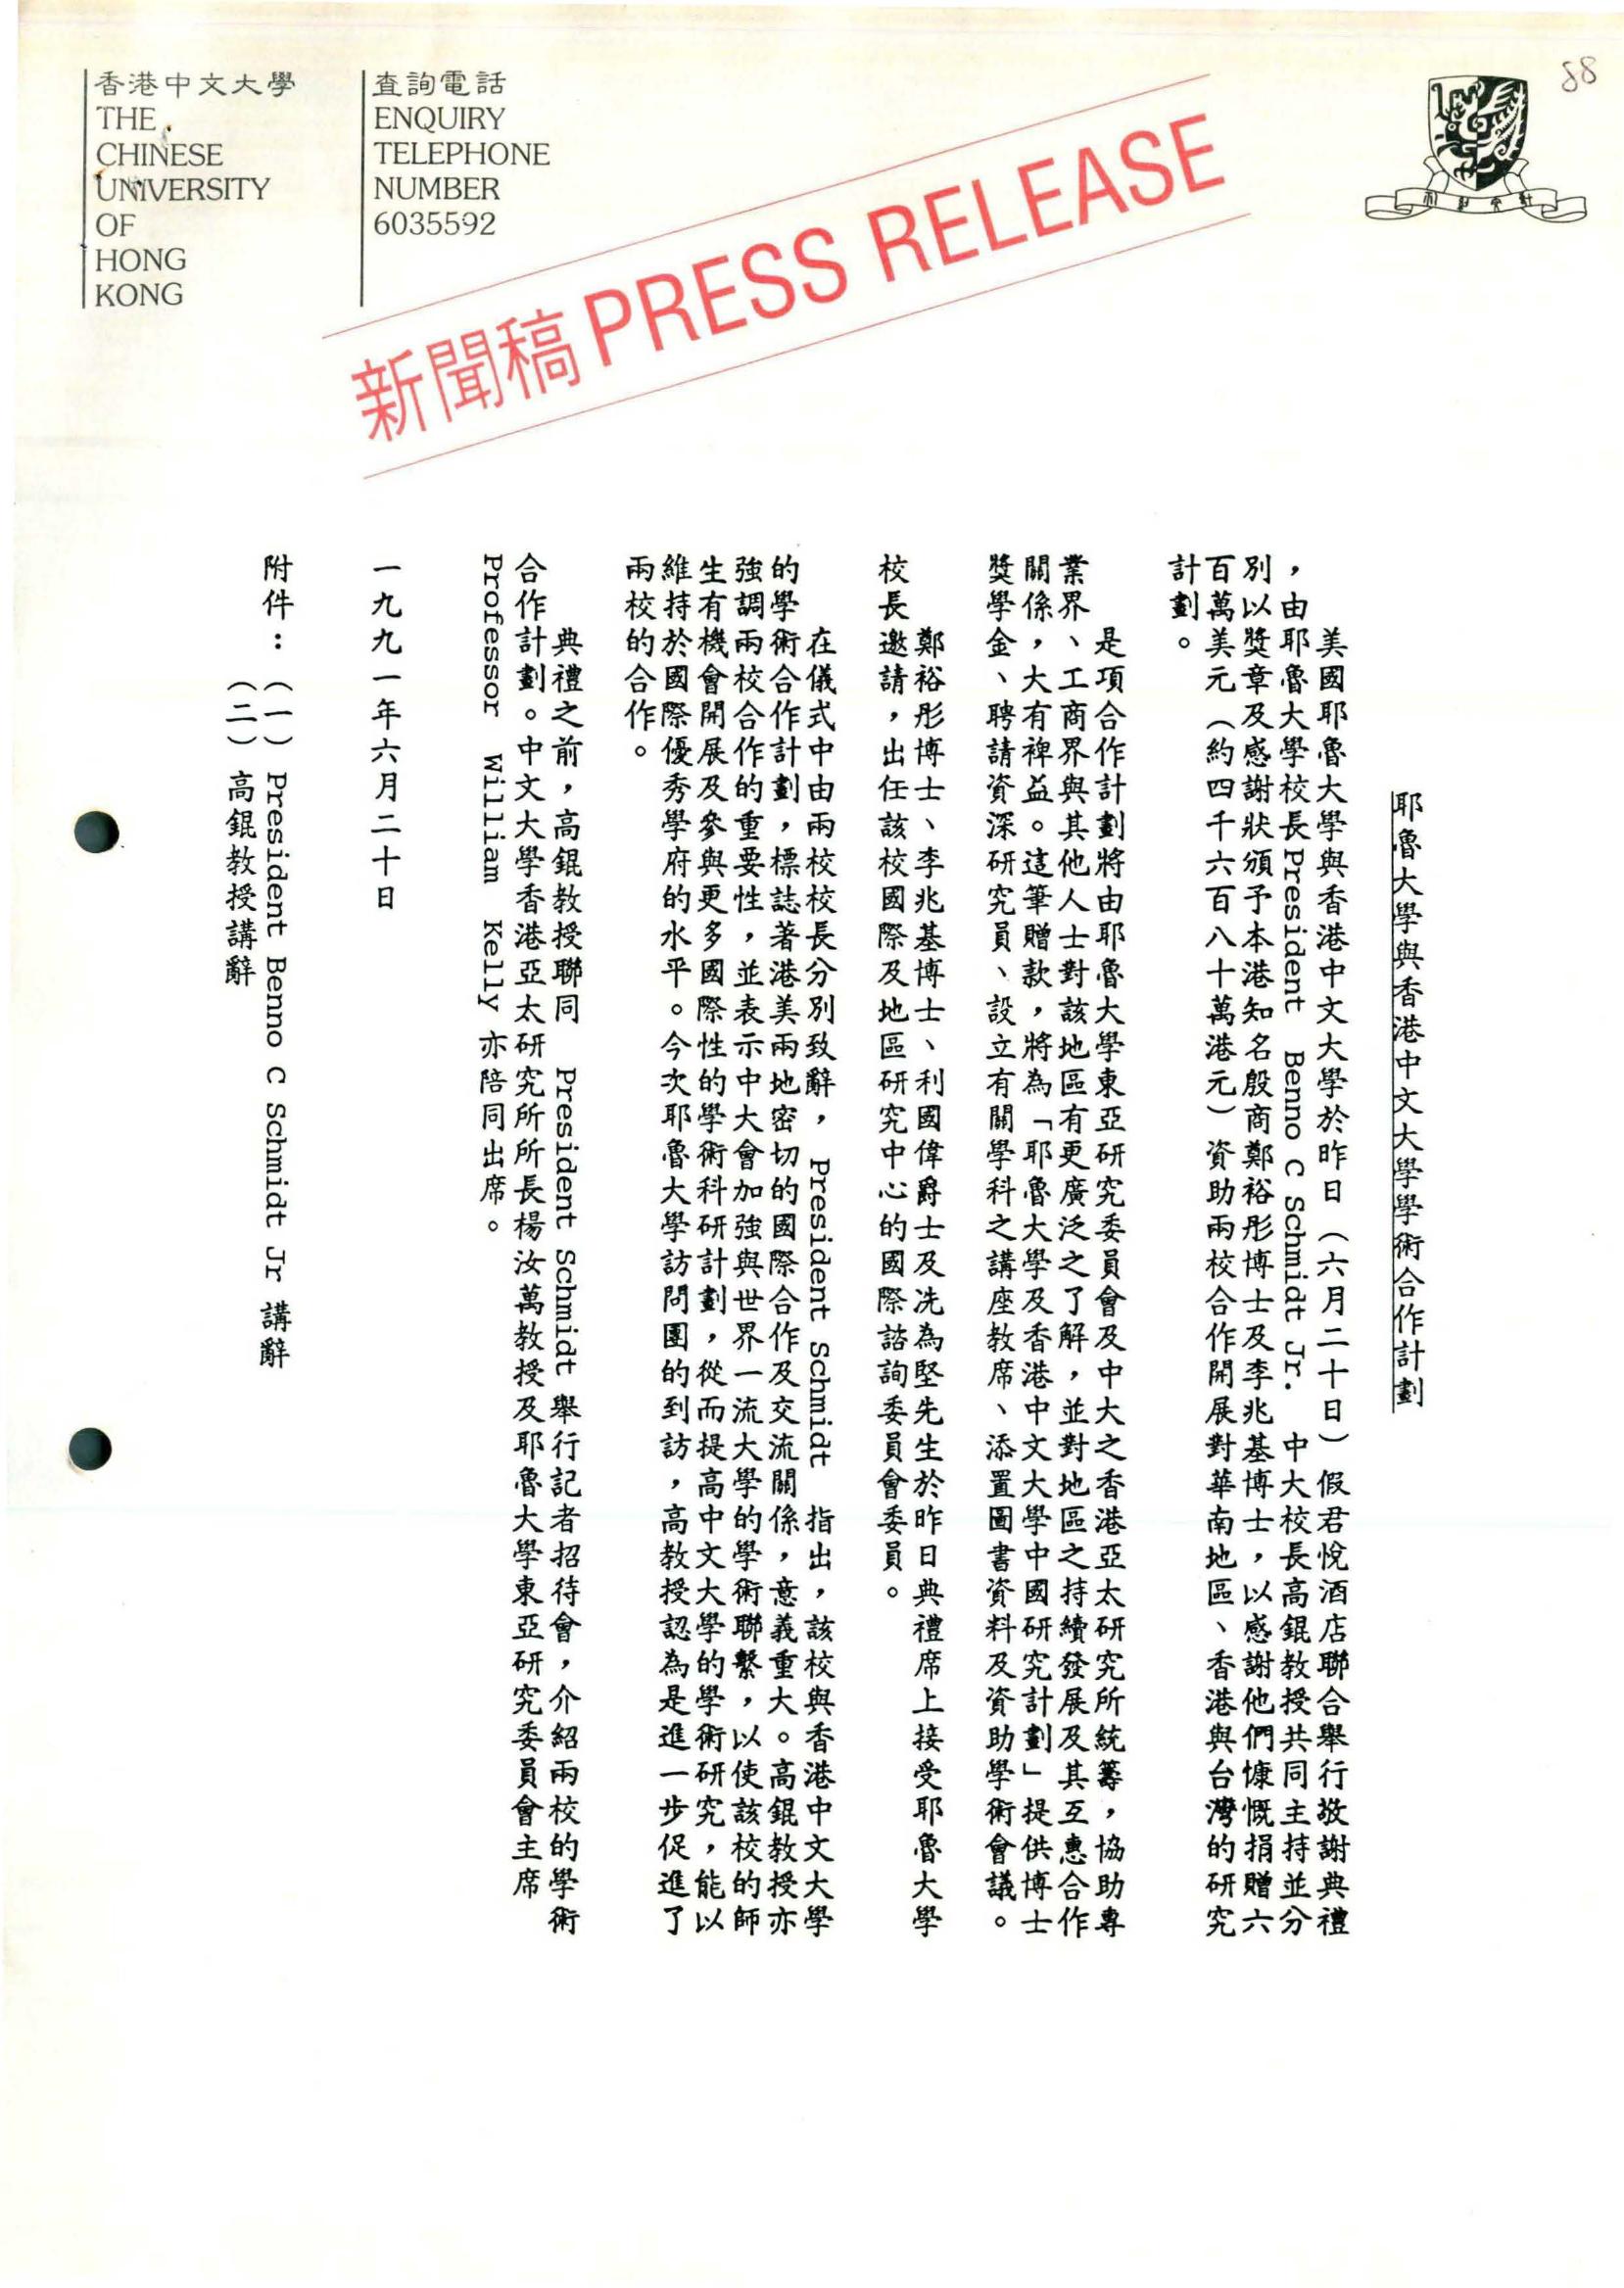 香港中文大學
THE
CHINESE
UNIVERSITY
OF
HONG
KONG
查詢電話
ENQUIRY
TELEPHONE
NUMBER
6035592
新聞稿 PRESS RELEASE
88
耶魯大學與香港中文大學學術合作計劃
美國耶魯大學與香港中文大學於昨日（六月二十日）假君悅酒店聯合舉行敬謝典禮
，由耶魯大學校長President Benno C Schmidt Jr. 中大校長高錕教授共同主持並分
別以獎章及感謝狀頒予本港知名殷商鄭裕彤博士及李兆基博士，以感謝他們慷慨捐贈六
百萬美元（約四千六百八十萬港元）資助兩校合作開展對華南地區、香港與台灣的研究
計劃。
是項合作計劃將由耶魯大學東亞研究委員會及中大之香港亞太研究所統籌，協助專
業界、工商界與其他人士對該地區有更廣泛之了解，並對地區之持續發展及其互惠合作
關係，大有裨益。這筆贈款，將為「耶魯大學及香港中文大學中國研究計劃」提供博士
獎學金、聘請資深研究員、設立有關學科之講座教席、添置圖書資料及資助學術會議。
鄭裕彤博士、李兆基博士、利國偉爵士及冼為堅先生於昨日典禮席上接受耶魯大學
校長邀請，出任該校國際及地區研究中心的國際諮詢委員會委員。
在儀式中由兩校校長分別致辭，President Schmidt 指出，該校與香港中文大學
的學術合作計劃，標誌著港美兩地密切的國際合作及交流關係，意義重大。高錕教授亦
強調兩校合作的重要性，並表示中大會加強與世界一流大學的學術聯繫，以使該校的師
生有機會開展及參與更多國際性的學術科研計劃，從而提高中文大學的學術研究，能以
維持於國際優秀學府的水平。今次耶魯大學訪問團的到訪，高教授認為是進一步促進了
兩校的合作。
典禮之前，高錕教授聯同 President Schmidt 舉行記者招待會，介紹兩校的學術
合作計劃。中文大學香港亞太研究所所長楊汝萬教授及耶魯大學東亞研究委員會主席
Professor William Kelly 亦陪同出席。
一九九一年六月二十日
附件：（一）President Benno C Schmidt Jr 講辭
（二）高錕教授講辭